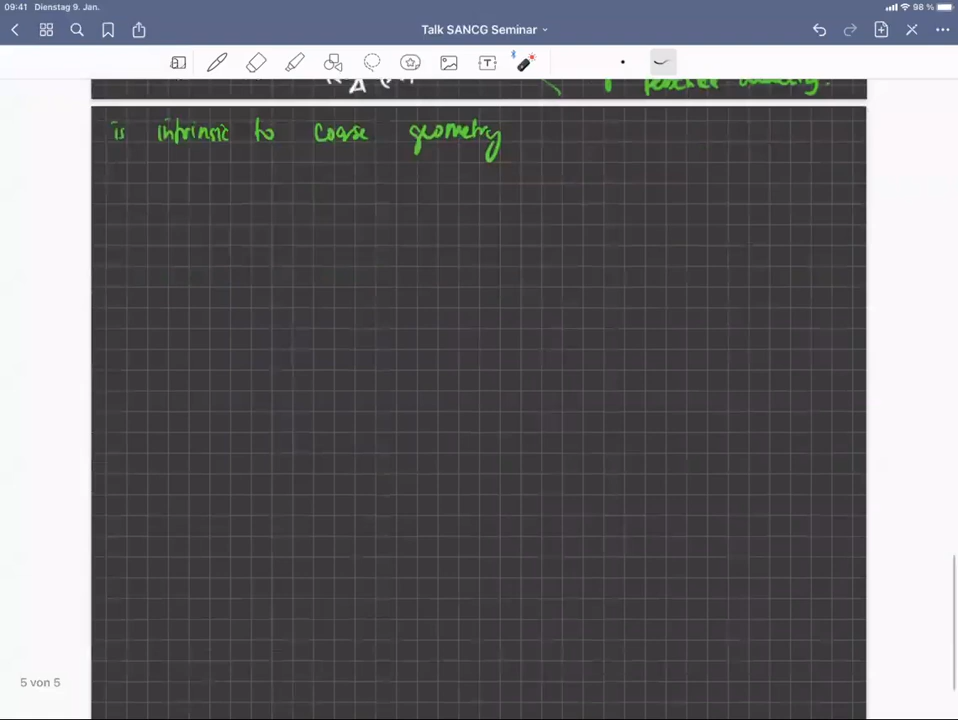 09:41 Dienstag 9. Jan.
98 %
Talk SANCG Seminar
is intrinsic to coarse geometry
5 von 5